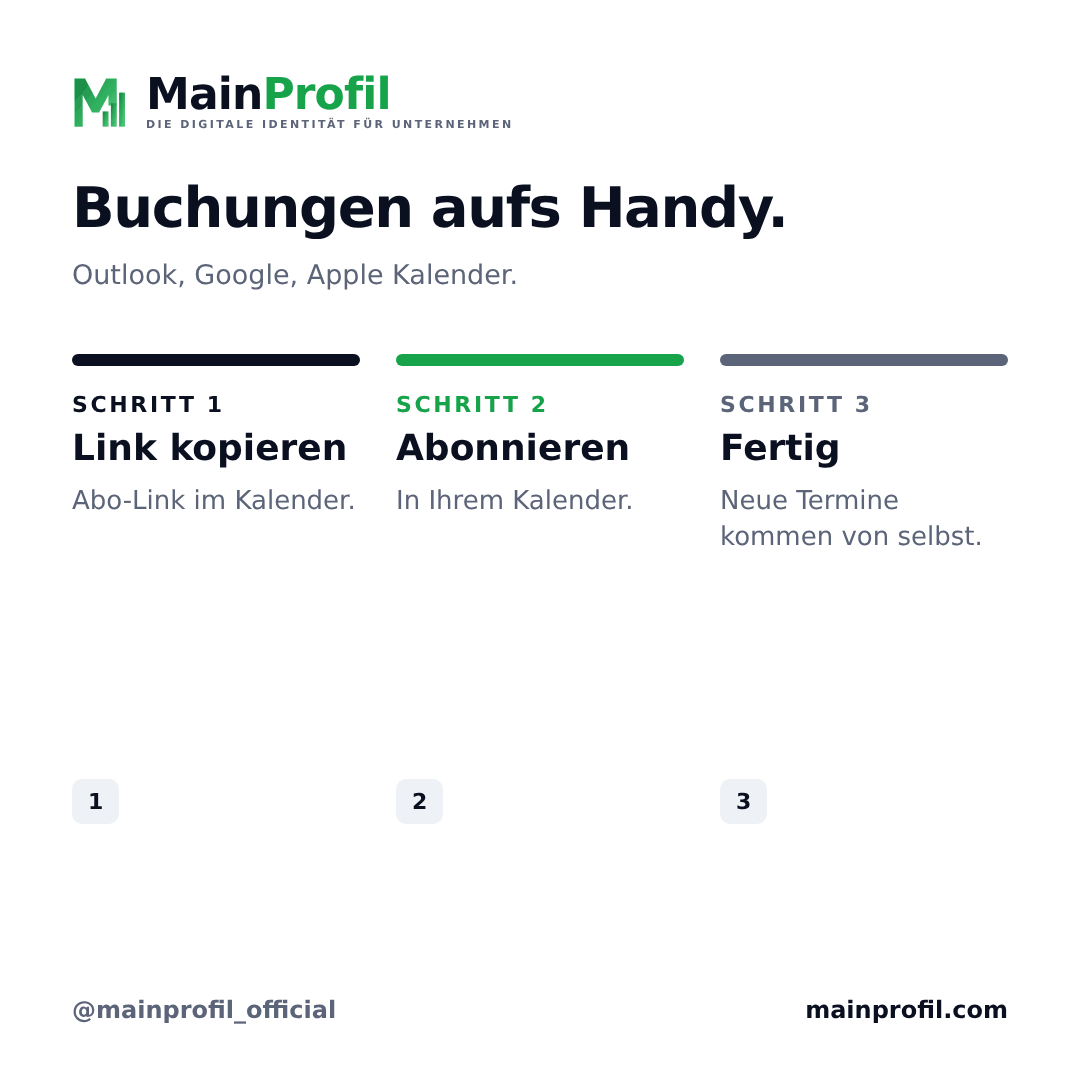 MainProfil
DIE DIGITALE IDENTITÄT FÜR UNTERNEHMEN
Buchungen aufs Handy.
Outlook, Google, Apple Kalender.
SCHRITT 1
Link kopieren
Abo-Link im Kalender.
SCHRITT 2
Abonnieren
In Ihrem Kalender.
SCHRITT 3
Fertig
Neue Termine
kommen von selbst.
1
2
3
@mainprofil_official
mainprofil.com